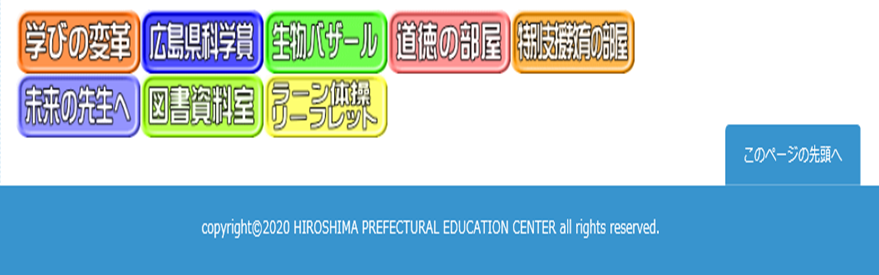 学びの変革 広島県科学賞 生物バザール 道徳の部屋 特別支援教育の部屋
未来の先生へ 図書資料室 ラーン体操
リーフレット
このページの先頭へ
copyright©2020 HIROSHIMA PREFECTURAL EDUCATION CENTER all rights reserved.